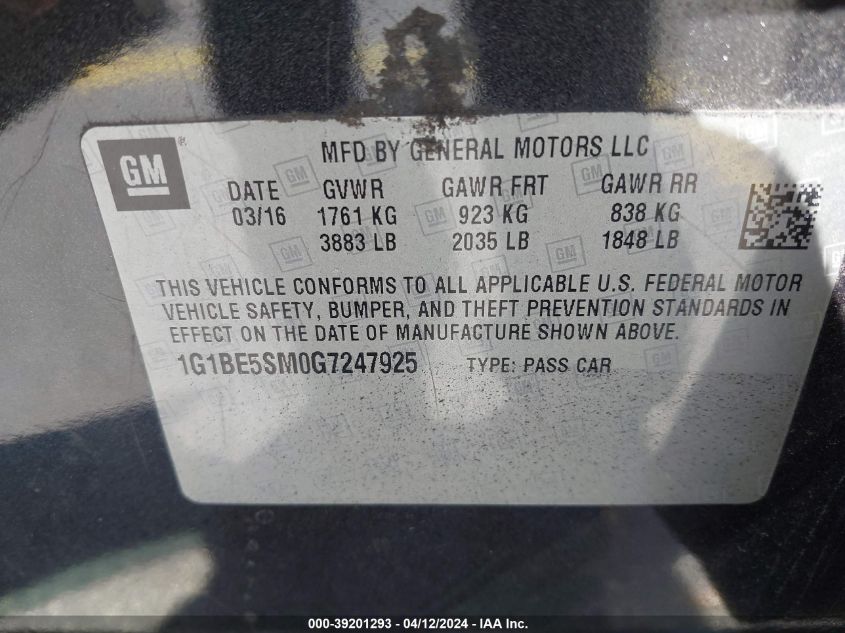 GM
MFD BY GENERAL MOTORS LLC
DATE GVWR GAWR FRT GAWR RR
03/16 1761 KG 923 KG 838 KG
3883 LB 2035 LB 1848 LB
THIS VEHICLE CONFORMS TO ALL APPLICABLE U.S. FEDERAL MOTOR
VEHICLE SAFETY, BUMPER, AND THEFT PREVENTION STANDARDS IN
EFFECT ON THE DATE OF MANUFACTURE SHOWN ABOVE.
1G1BE5SM0G7247925 TYPE: PASS CAR
000-39201293 - 04/12/2024 - IAA Inc.